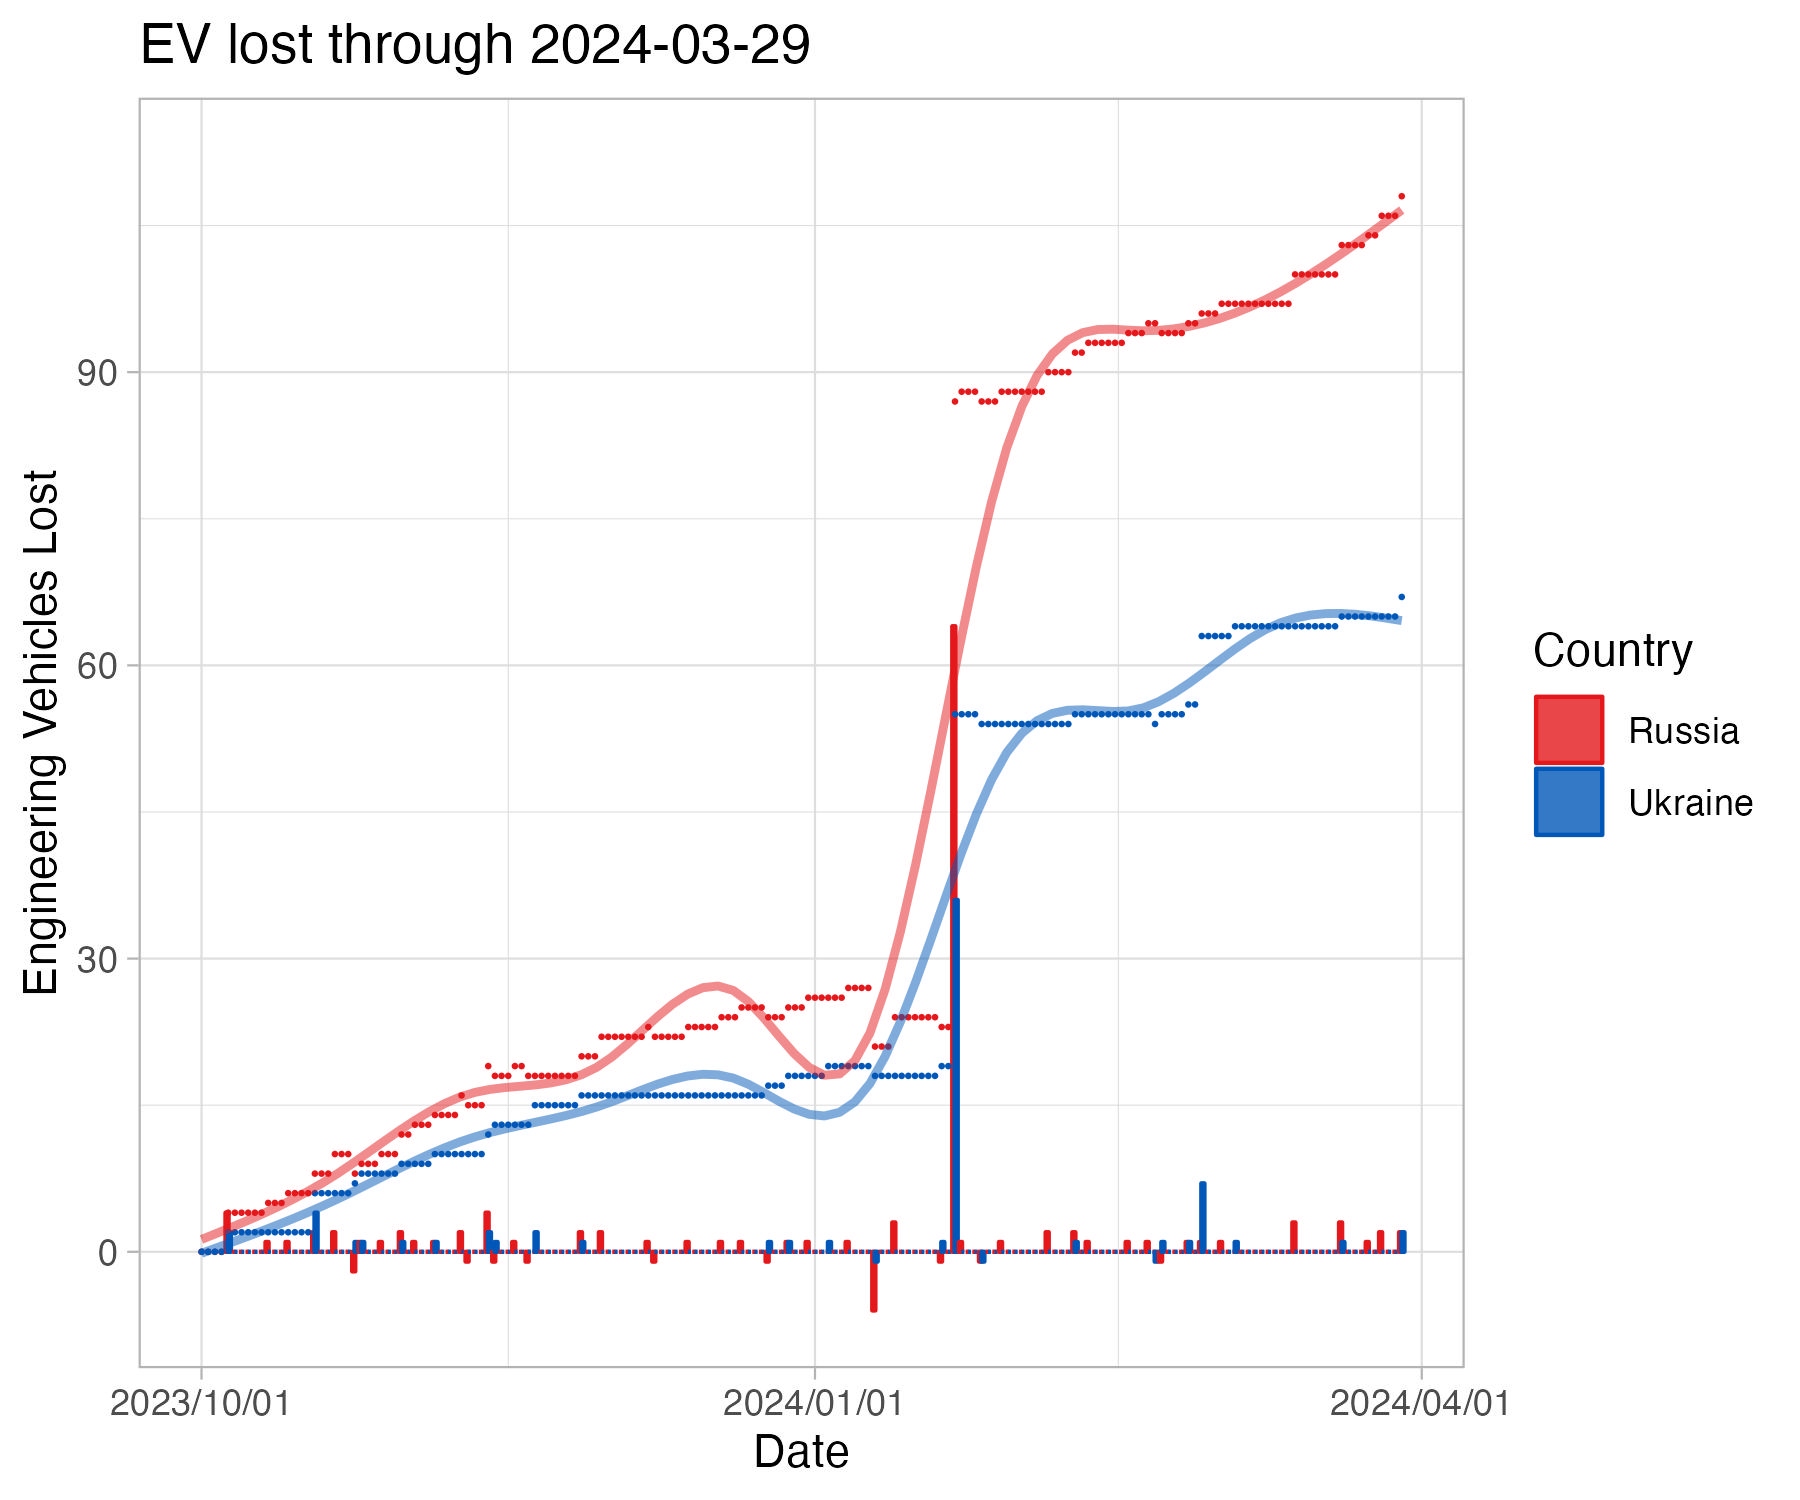 EV lost through 2024-03-29
Engineering Vehicles Lost
90
60
30
0
2023/10/01
2024/01/01
2024/04/01
Date
Country
Russia
Ukraine